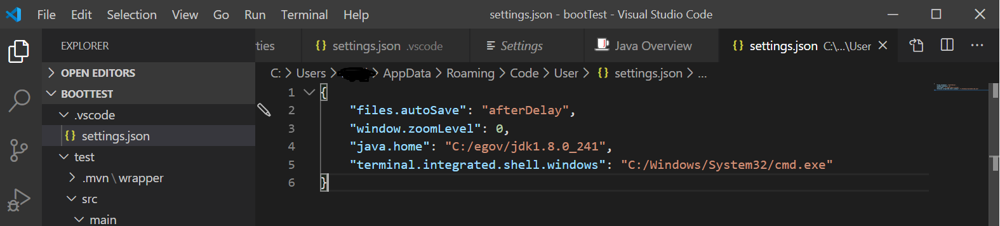 File Edit Selection View Go Run Terminal Help settings.json - bootTest - Visual Studio Code
EXPLORER
ties settings.json .vscode Settings Java Overview settings.json C:\...\User
OPEN EDITORS
BOOTTEST
.vscode
settings.json
test
.mvn \ wrapper
src
main
C: > Users > > AppData > Roaming > Code > User > {} settings.json > ...
1 {
2 "files.autoSave": "afterDelay",
3 "window.zoomLevel": 0,
4 "java.home": "C:/egov/jdk1.8.0_241",
5 "terminal.integrated.shell.windows": "C:/Windows/System32/cmd.exe"
6 }